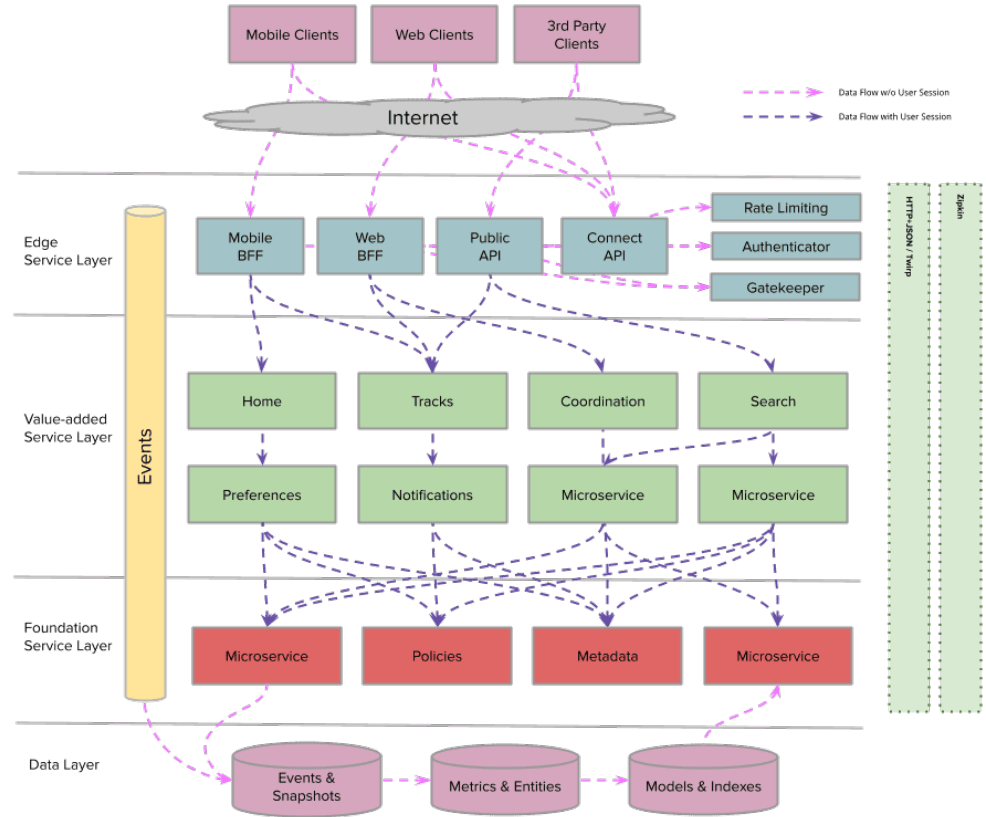 Mobile Clients
Web Clients
3rd Party
Clients
Internet
Data Flow w/o User Session
Data Flow with User Session
Edge
Service Layer
Mobile
BFF
Web
BFF
Public
API
Connect
API
Rate Limiting
Authenticator
Gatekeeper
HTTP+JSON / Twirp
Zipkin
Value-added
Service Layer
Events
Home
Tracks
Coordination
Search
Preferences
Notifications
Microservice
Microservice
Foundation
Service Layer
Microservice
Policies
Metadata
Microservice
Data Layer
Events &
Snapshots
Metrics & Entities
Models & Indexes